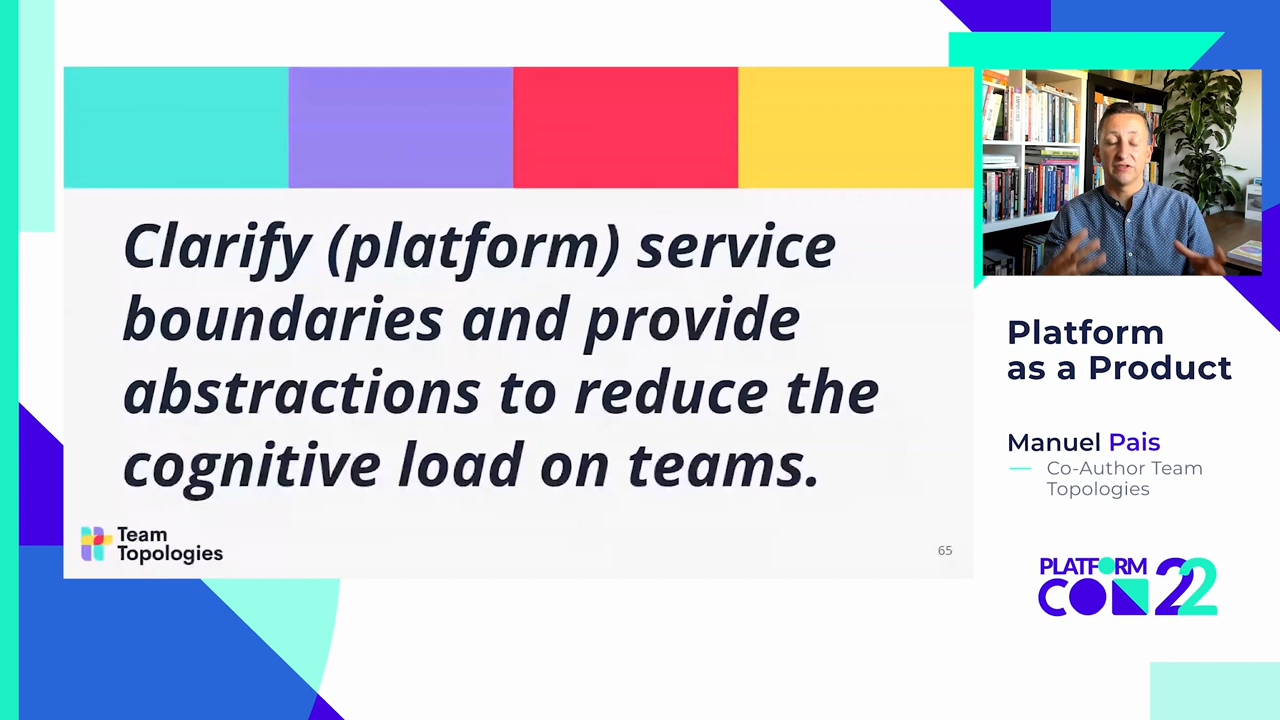 Clarify (platform) service
boundaries and provide
abstractions to reduce the
cognitive load on teams.
Team
Topologies
65
Platform
as a Product
Manuel Pais
Co-Author Team
Topologies
PLATFORM
CON 22